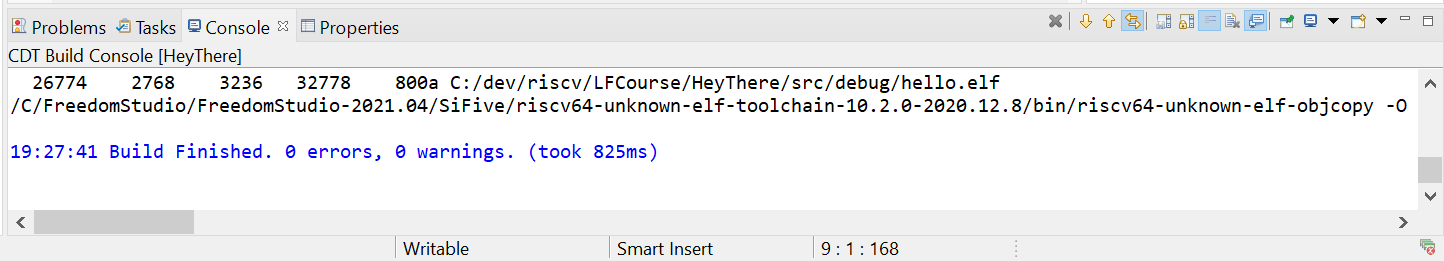 Problems Tasks Console Properties
CDT Build Console [HeyThere]
26774 2768 3236 32778 800a C:/dev/riscv/LFCourse/HeyThere/src/debug/hello.elf
/C/FreedomStudio/FreedomStudio-2021.04/SiFive/riscv64-unknown-elf-toolchain-10.2.0-2020.12.8/bin/riscv64-unknown-elf-objcopy -O
19:27:41 Build Finished. 0 errors, 0 warnings. (took 825ms)
Writable Smart Insert 9 : 1 : 168